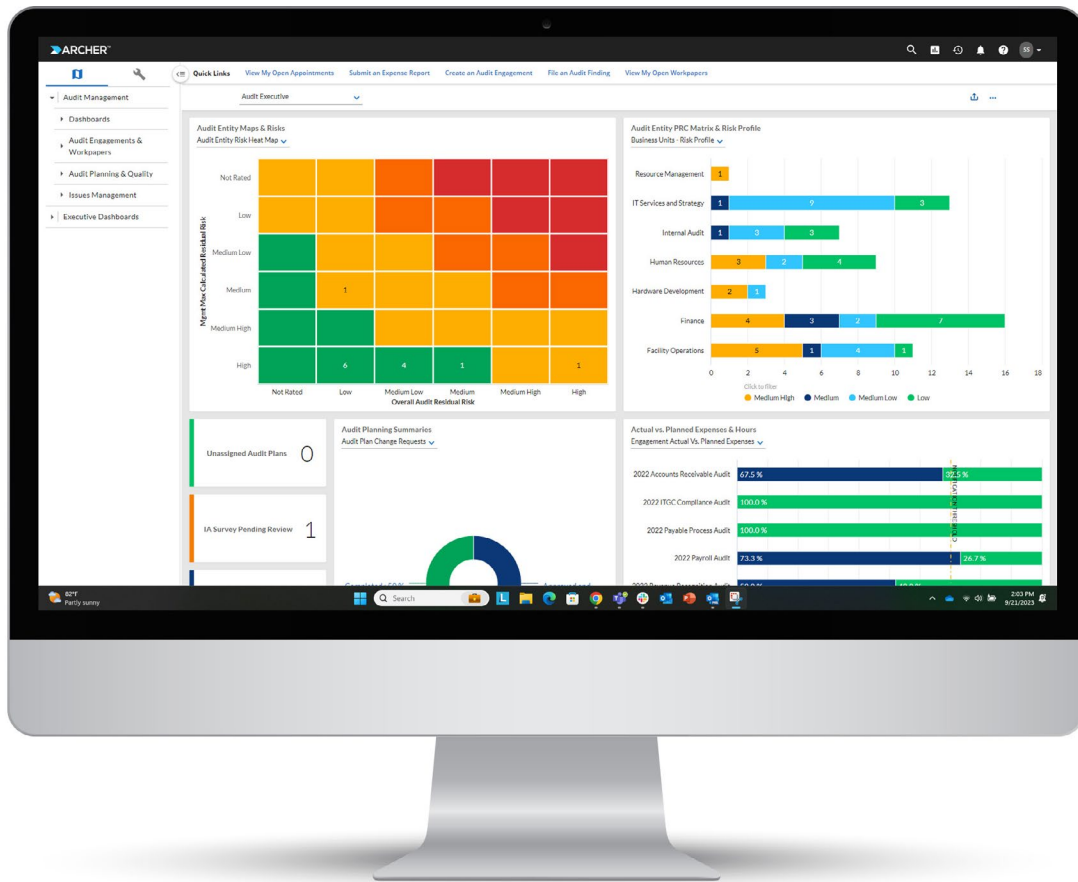 ARCHER™
SS
Quick Links View My Open Appointments Submit an Expense Report Create an Audit Engagement File an Audit Finding View My Open Workpapers
Audit Management
Dashboards
Audit Engagements &
Workpapers
Audit Planning & Quality
Issues Management
Executive Dashboards
Audit Executive
Audit Entity Maps & Risks
Audit Entity Risk Heat Map
Mgmt Max Calculated Residual Risk
Not Rated
Low
Medium Low
Medium 1
Medium High
High 6 4 1 1
Not Rated Low Medium Low Medium Medium High High
Overall Audit Residual Risk
Audit Entity PRC Matrix & Risk Profile
Business Units - Risk Profile
Resource Management 1
IT Services and Strategy 1 9 3
Internal Audit 1 3 3
Human Resources 3 2 4
Hardware Development 2 1
Finance 4 3 2 7
Facility Operations 5 1 4 1
0 2 4 6 8 10 12 14 16 18
Click to filter
Medium High Medium Medium Low Low
Unassigned Audit Plans 0
IA Survey Pending Review 1
Audit Planning Summaries
Audit Plan Change Requests
Actual vs. Planned Expenses & Hours
Engagement Actual Vs. Planned Expenses
2022 Accounts Receivable Audit 67.5 % 32.5 %
2022 ITGC Compliance Audit 100.0 %
2022 Payable Process Audit 100.0 %
2022 Payroll Audit 73.3 % 26.7 %
82°F
Partly sunny
Search
2:03 PM
9/21/2023